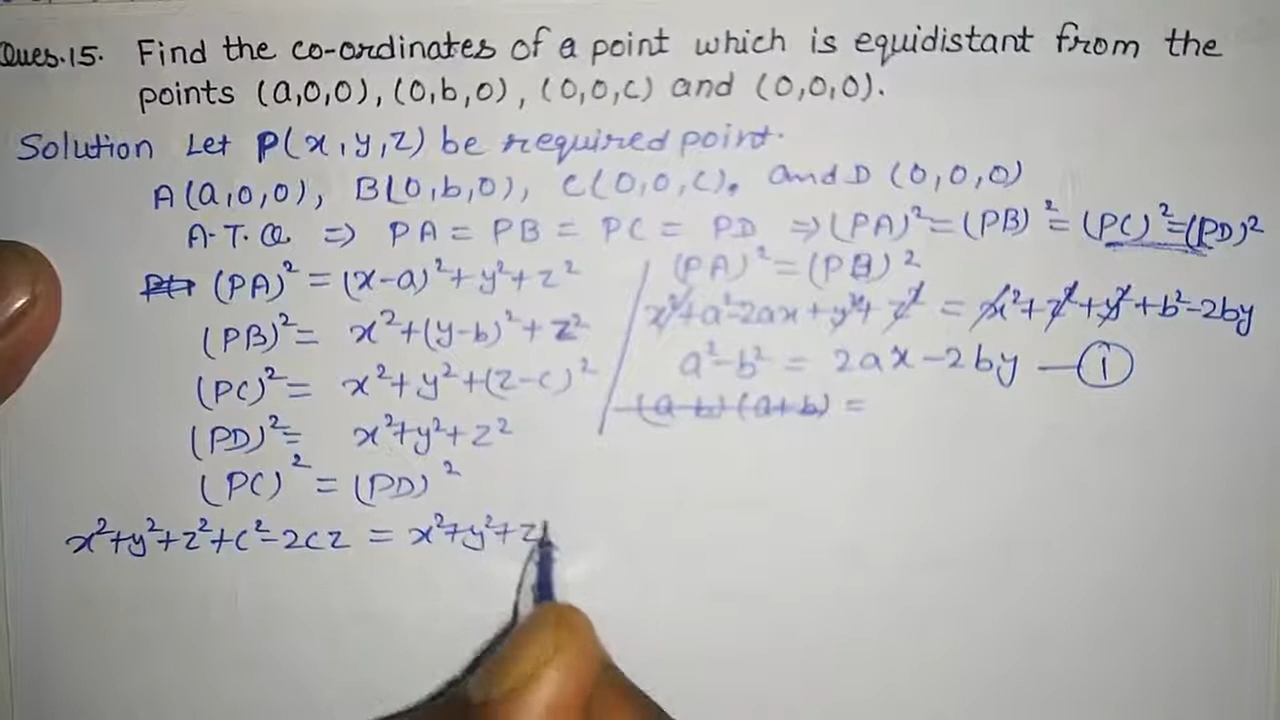 Ques.15. Find the co-ordinates of a point which is equidistant from the
points (a,0,0), (0,b,0), (0,0,c) and (0,0,0).
Solution Let P(x,y,z) be required point.
A(a,0,0), B(0,b,0), C(0,0,c). and D (0,0,0)
A.T.Q. ⇒ PA = PB = PC = PD ⇒ (PA)² = (PB)² = (PC)² = (PD)²
(PA)² = (x-a)² + y² + z²
(PB)² = x² + (y-b)² + z²
(PC)² = x² + y² + (z-c)²
(PD)² = x² + y² + z²
(PC)² = (PD)²
x² + y² + z² + c² - 2cz = x² + y² + z
(PA)² = (PB)²
x² + a² - 2ax + y² + z² = x² + z² + y² + b² - 2by
a² - b² = 2ax - 2by — 1
(a-b)(a+b) =